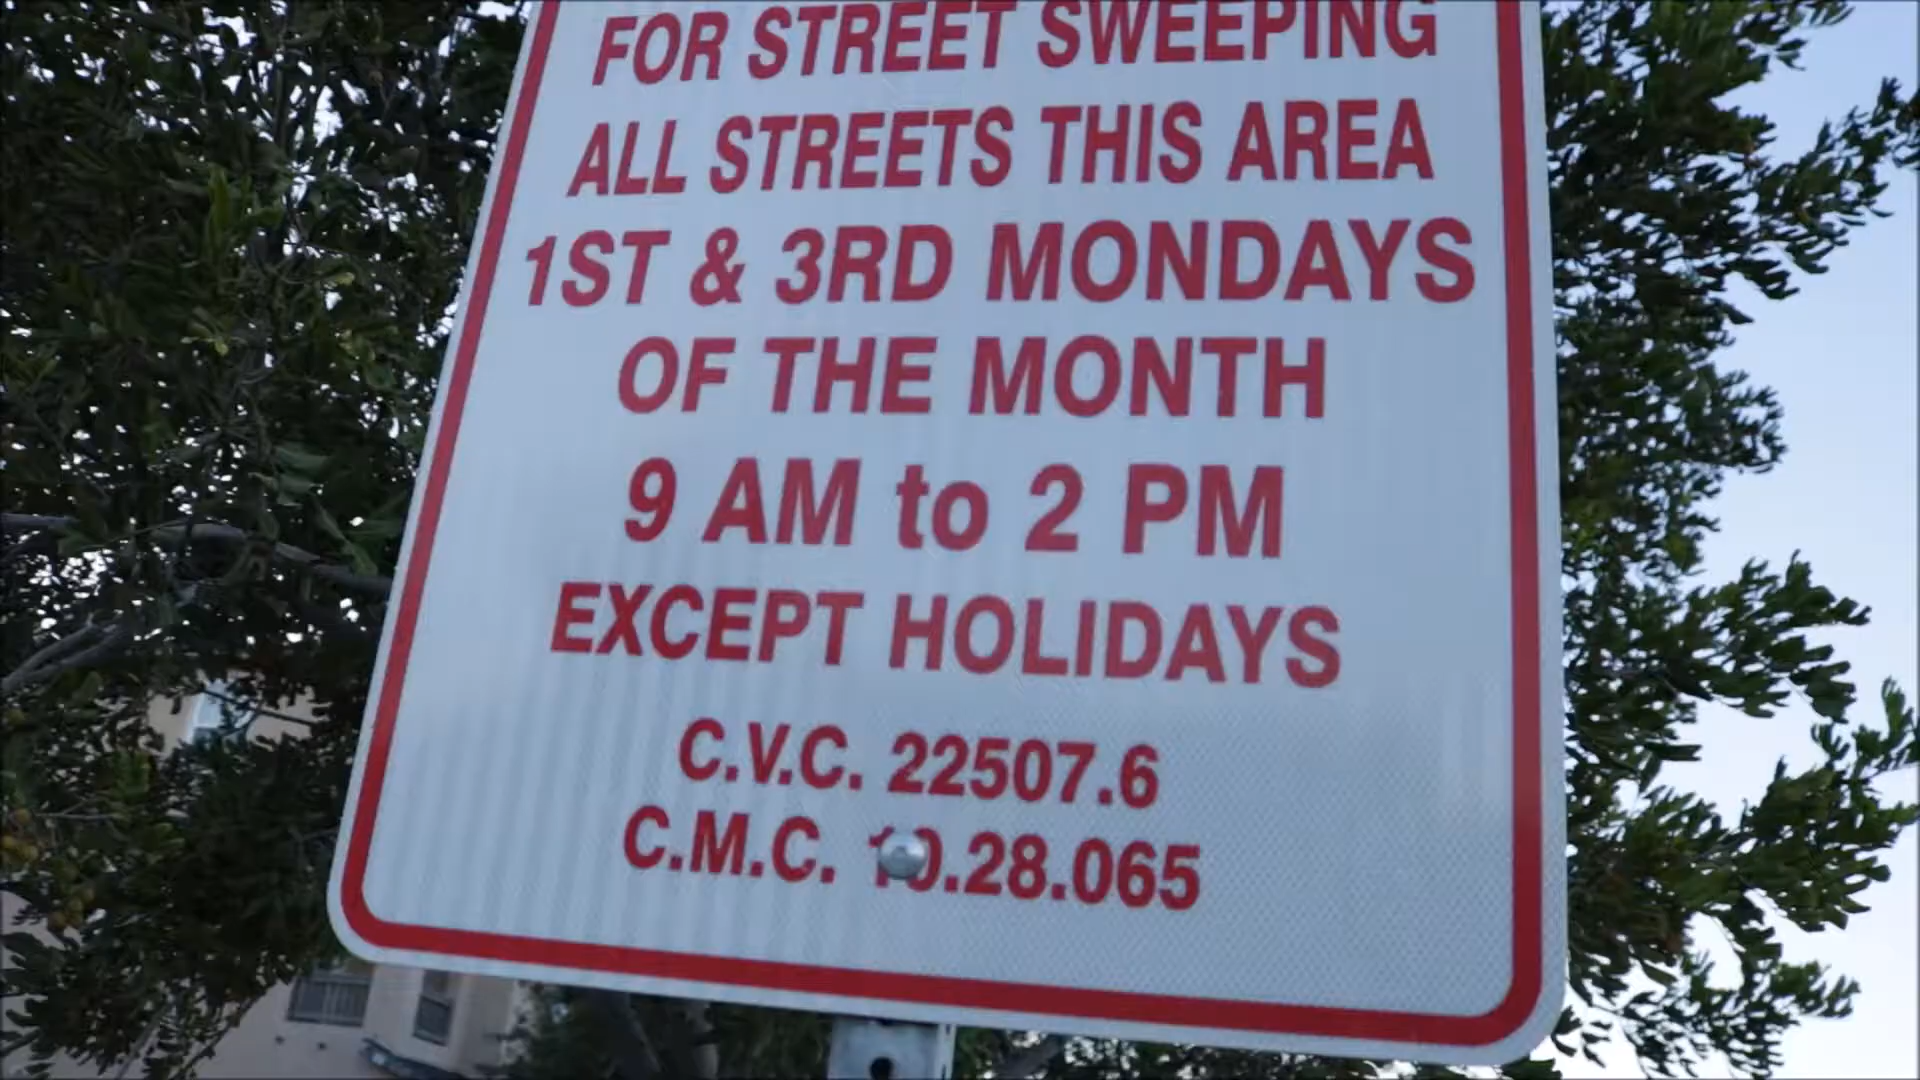 FOR STREET SWEEPING
ALL STREETS THIS AREA
1ST & 3RD MONDAYS
OF THE MONTH
9 AM to 2 PM
EXCEPT HOLIDAYS
C.V.C. 22507.6
C.M.C. 10.28.065